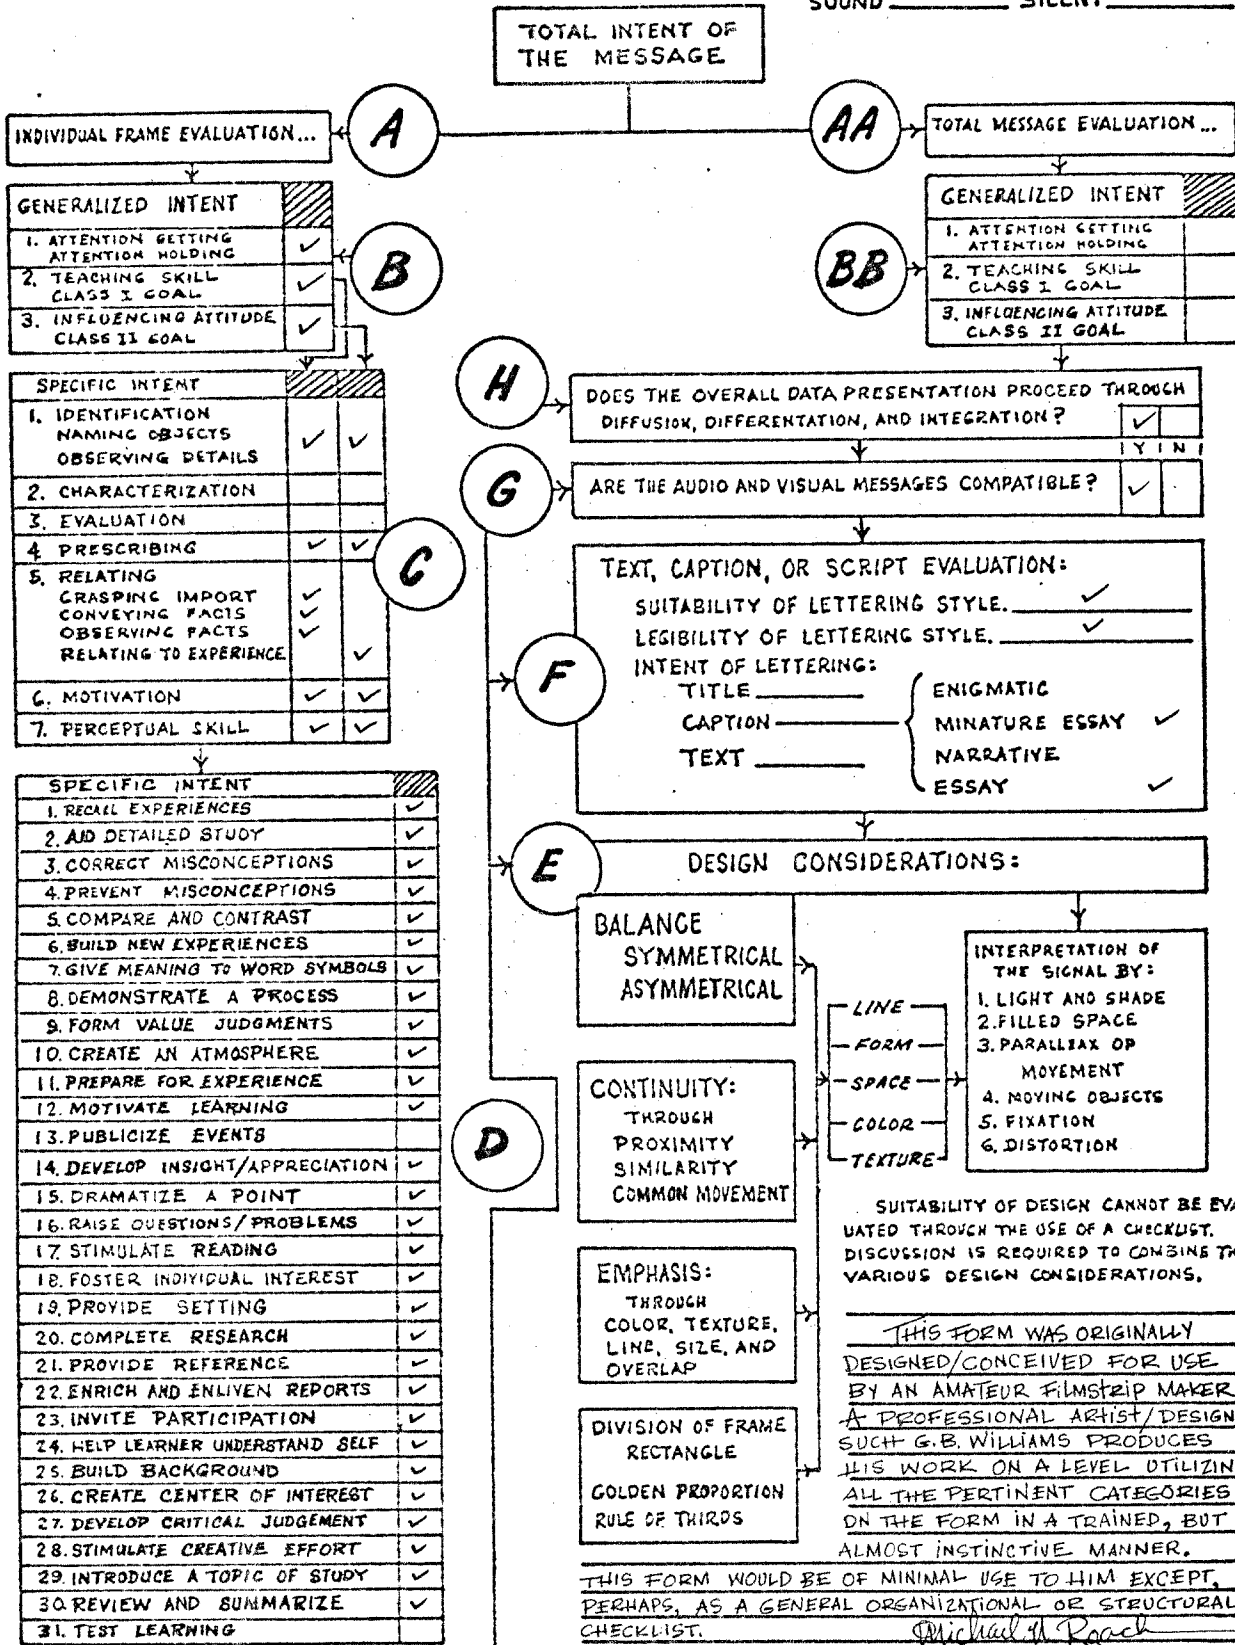 SOUND SILENT
TOTAL INTENT OF
THE MESSAGE
A
AA
INDIVIDUAL FRAME EVALUATION...
TOTAL MESSAGE EVALUATION...
GENERALIZED INTENT
1. ATTENTION GETTING
ATTENTION HOLDING
2. TEACHING SKILL
CLASS I GOAL
3. INFLUENCING ATTITUDE
CLASS II GOAL
B
BB
GENERALIZED INTENT
1. ATTENTION GETTING
ATTENTION HOLDING
2. TEACHING SKILL
CLASS I GOAL
3. INFLUENCING ATTITUDE
CLASS II GOAL
SPECIFIC INTENT
1. IDENTIFICATION
NAMING OBJECTS
OBSERVING DETAILS
2. CHARACTERIZATION
3. EVALUATION
4. PRESCRIBING
5. RELATING
GRASPING IMPORT
CONVEYING FACTS
OBSERVING FACTS
RELATING TO EXPERIENCE
6. MOTIVATION
7. PERCEPTUAL SKILL
C
SPECIFIC INTENT
1. RECALL EXPERIENCES
2. AID DETAILED STUDY
3. CORRECT MISCONCEPTIONS
4. PREVENT MISCONCEPTIONS
5. COMPARE AND CONTRAST
6. BUILD NEW EXPERIENCES
7. GIVE MEANING TO WORD SYMBOLS
8. DEMONSTRATE A PROCESS
9. FORM VALUE JUDGMENTS
10. CREATE AN ATMOSPHERE
11. PREPARE FOR EXPERIENCE
12. MOTIVATE LEARNING
13. PUBLICIZE EVENTS
14. DEVELOP INSIGHT/APPRECIATION
15. DRAMATIZE A POINT
16. RAISE QUESTIONS/PROBLEMS
17. STIMULATE READING
18. FOSTER INDIVIDUAL INTEREST
19. PROVIDE SETTING
20. COMPLETE RESEARCH
21. PROVIDE REFERENCE
22. ENRICH AND ENLIVEN REPORTS
23. INVITE PARTICIPATION
24. HELP LEARNER UNDERSTAND SELF
25. BUILD BACKGROUND
26. CREATE CENTER OF INTEREST
27. DEVELOP CRITICAL JUDGEMENT
28. STIMULATE CREATIVE EFFORT
29. INTRODUCE A TOPIC OF STUDY
30. REVIEW AND SUMMARIZE
31. TEST LEARNING
D
H
DOES THE OVERALL DATA PRESENTATION PROCEED THROUGH
DIFFUSION, DIFFERENTATION, AND INTEGRATION?
Y N
G
ARE THE AUDIO AND VISUAL MESSAGES COMPATIBLE?
F
TEXT, CAPTION, OR SCRIPT EVALUATION:
SUITABILITY OF LETTERING STYLE.
LEGIBILITY OF LETTERING STYLE.
INTENT OF LETTERING:
TITLE
CAPTION
TEXT
ENIGMATIC
MINATURE ESSAY
NARRATIVE
ESSAY
E
DESIGN CONSIDERATIONS:
BALANCE
SYMMETRICAL
ASYMMETRICAL
CONTINUITY:
THROUGH
PROXIMITY
SIMILARITY
COMMON MOVEMENT
EMPHASIS:
THROUGH
COLOR, TEXTURE,
LINE, SIZE, AND
OVERLAP
DIVISION OF FRAME
RECTANGLE
GOLDEN PROPORTION
RULE OF THIRDS
LINE
FORM
SPACE
COLOR
TEXTURE
INTERPRETATION OF
THE SIGNAL BY:
1. LIGHT AND SHADE
2. FILLED SPACE
3. PARALLAX OP
MOVEMENT
4. MOVING OBJECTS
5. FIXATION
6. DISTORTION
SUITABILITY OF DESIGN CANNOT BE EVA
UATED THROUGH THE USE OF A CHECKLIST.
DISCUSSION IS REQUIRED TO COMBINE TH
VARIOUS DESIGN CONSIDERATIONS.
THIS FORM WAS ORIGINALLY
DESIGNED/CONCEIVED FOR USE
BY AN AMATEUR FILMSTRIP MAKER
A PROFESSIONAL ARTIST/DESIGN
SUCH G.B. WILLIAMS PRODUCES
HIS WORK ON A LEVEL UTILIZIN
ALL THE PERTINENT CATEGORIES
ON THE FORM IN A TRAINED, BUT
ALMOST INSTINCTIVE MANNER.
THIS FORM WOULD BE OF MINIMAL USE TO HIM EXCEPT,
PERHAPS, AS A GENERAL ORGANIZATIONAL OR STRUCTURAL
CHECKLIST. Michael N Roach